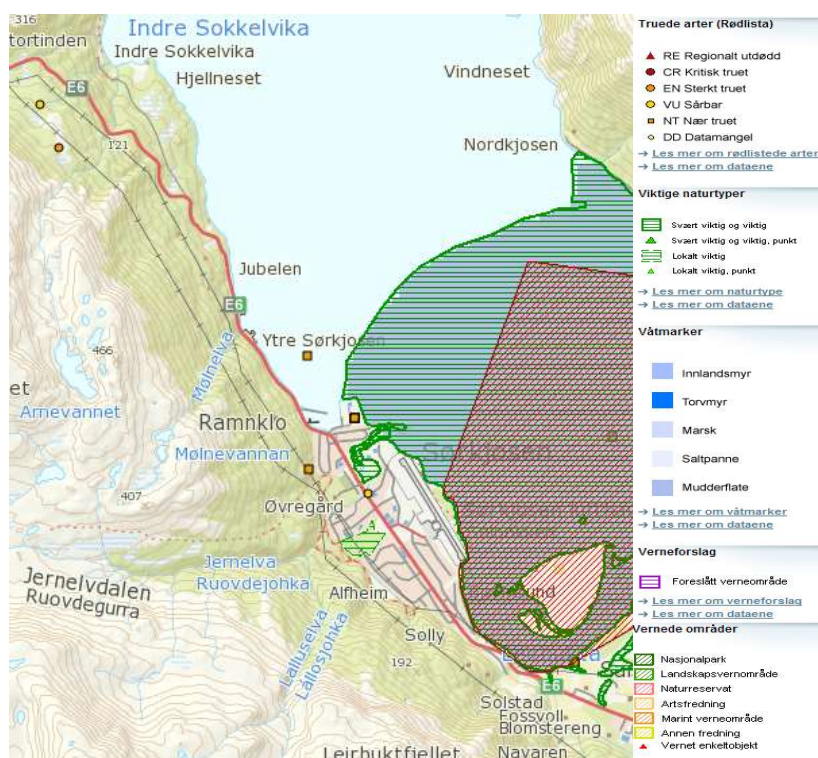 316
Indre Sokkelvika
tortinden
Indre Sokkelvika
Hjellneset
Vindneset
E6
Nordkjosen
121
Jubelen
E6
Ytre Sørkjosen
466
Mølnelva
et
Arnevannet
Ramnklo
Sørkjosen
Mølnevannan
407
Øvregård
A
Jernelva
Ruovdejohka
Jernelvdalen
Ruovdegurra
Alfheim
und
Lalluselva
Lállosjohka
Solly
192
E6
Solstad
Fossvoll
Blomstereng
Leirbuktfjellet
Navaren
Truede arter (Rødlista)
RE Regionalt utdødd
CR Kritisk truet
EN Sterkt truet
VU Sårbar
NT Nær truet
DD Datamangel
→ Les mer om rødlistede arter
→ Les mer om dataene
Viktige naturtyper
Svært viktig og viktig
Svært viktig og viktig, punkt
Lokalt viktig
Lokalt viktig, punkt
→ Les mer om naturtype
→ Les mer om dataene
Våtmarker
Innlandsmyr
Torvmyr
Marsk
Saltpanne
Mudderflate
→ Les mer om våtmarker
→ Les mer om dataene
Verneforslag
Foreslått verneområde
→ Les mer om verneforslag
→ Les mer om dataene
Vernede områder
Nasjonalpark
Landskapsvernområde
Naturreservat
Artsfredning
Marint verneområde
Annen fredning
Vernet enkeltobjekt